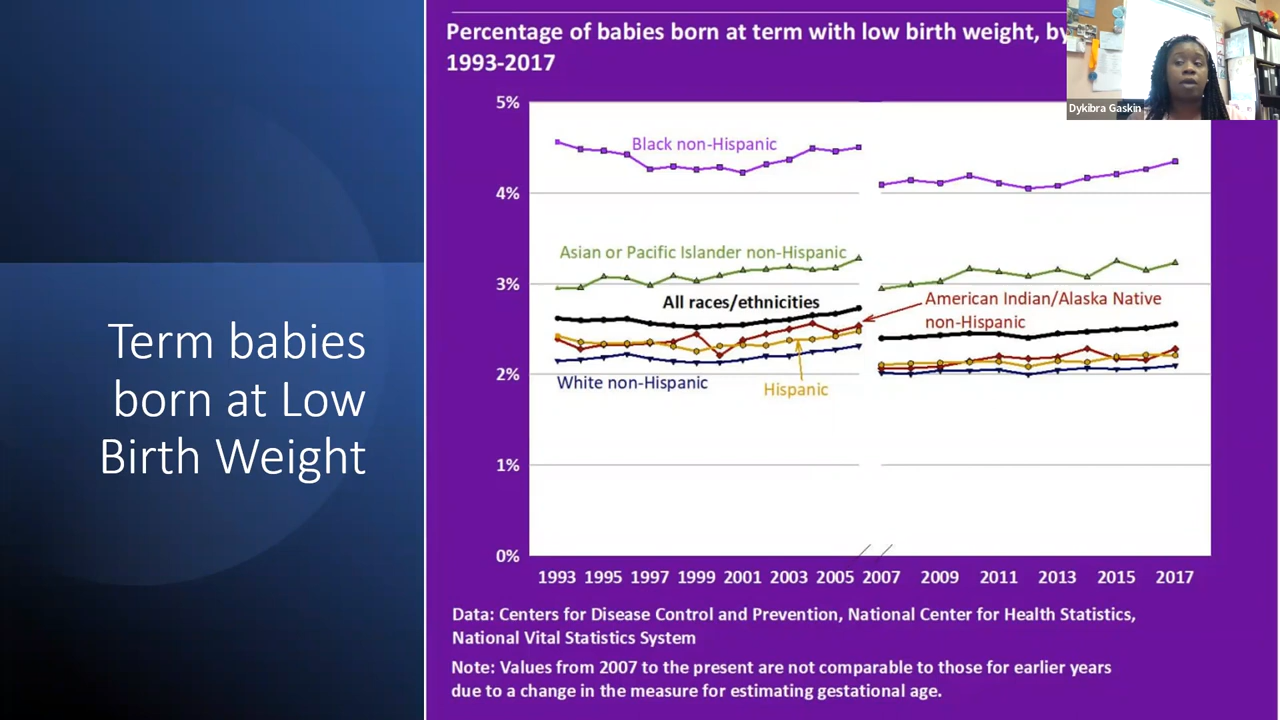 Percentage of babies born at term with low birth weight, by
1993-2017
Dykibra Gaskin
5%
4%
3%
2%
1%
0%
Black non-Hispanic
Asian or Pacific Islander non-Hispanic
All races/ethnicities
American Indian/Alaska Native
non-Hispanic
White non-Hispanic
Hispanic
1993 1995 1997 1999 2001 2003 2005 2007 2009 2011 2013 2015 2017
Term babies
born at Low
Birth Weight
Data: Centers for Disease Control and Prevention, National Center for Health Statistics,
National Vital Statistics System
Note: Values from 2007 to the present are not comparable to those for earlier years
due to a change in the measure for estimating gestational age.